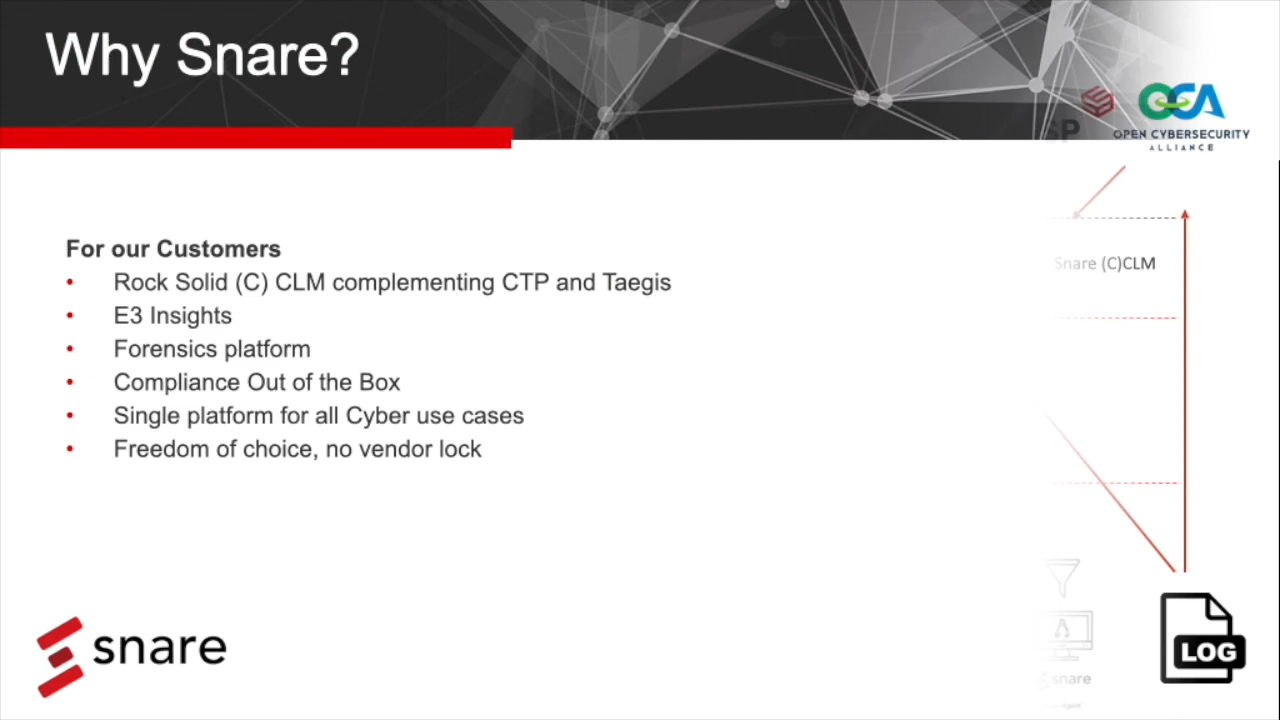 Why Snare?
SP
OPEN CYBERSECURITY
ALLIANCE
For our Customers
• Rock Solid (C) CLM complementing CTP and Taegis
• E3 Insights
• Forensics platform
• Compliance Out of the Box
• Single platform for all Cyber use cases
• Freedom of choice, no vendor lock
Snare (C)CLM
snare
LOG
snare